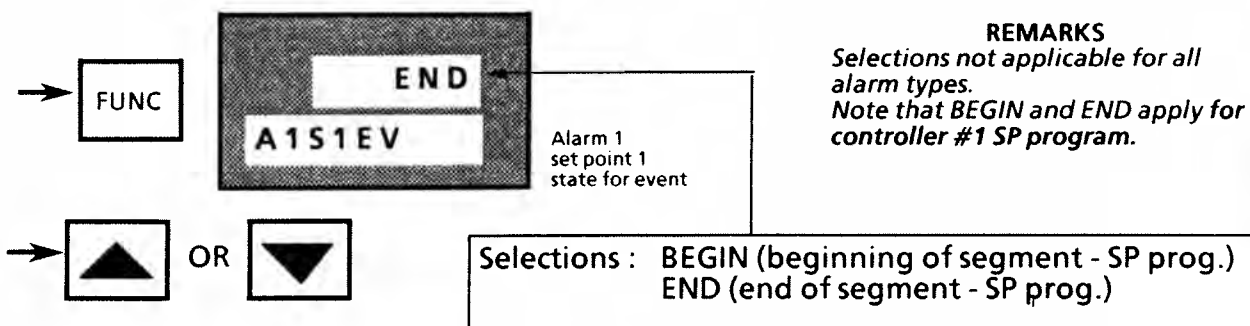 FUNC
END
A1S1EV
Alarm 1
set point 1
state for event
REMARKS
Selections not applicable for all
alarm types.
Note that BEGIN and END apply for
controller #1 SP program.
OR
Selections : BEGIN (beginning of segment - SP prog.)
END (end of segment - SP prog.)